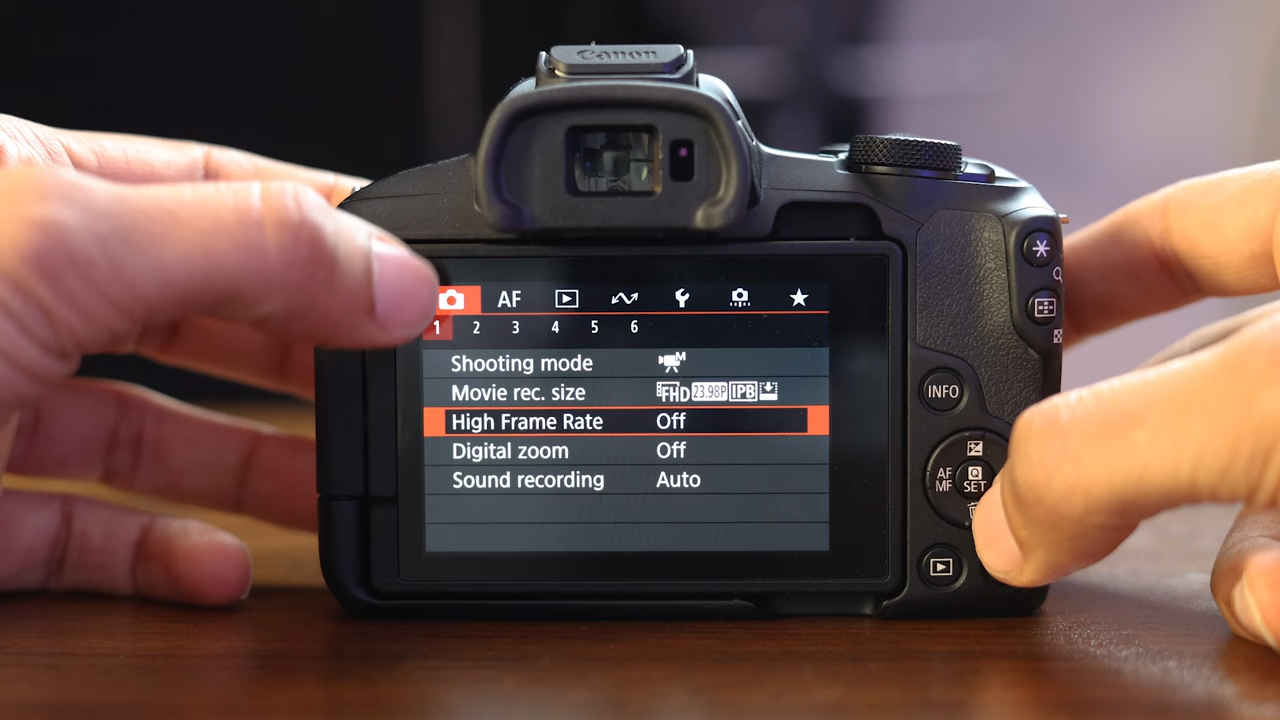 Canon
AF
1 2 3 4 5 6
Shooting mode M
Movie rec. size FHD 23.98P IPB
High Frame Rate Off
Digital zoom Off
Sound recording Auto
INFO
AF
MF
Q
SET